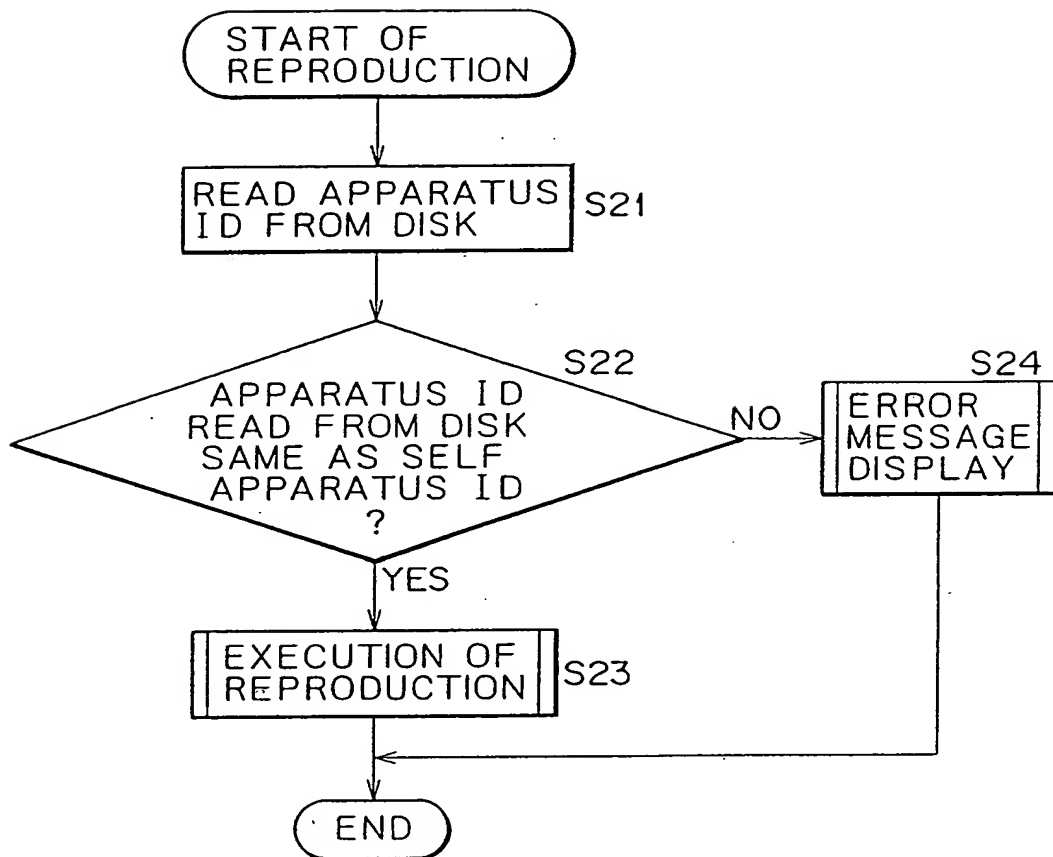 START OF
REPRODUCTION
READ APPARATUS
ID FROM DISK
S21
S22
APPARATUS ID
READ FROM DISK
SAME AS SELF
APPARATUS ID
?
NO
S24
ERROR
MESSAGE
DISPLAY
YES
EXECUTION OF
REPRODUCTION
S23
END